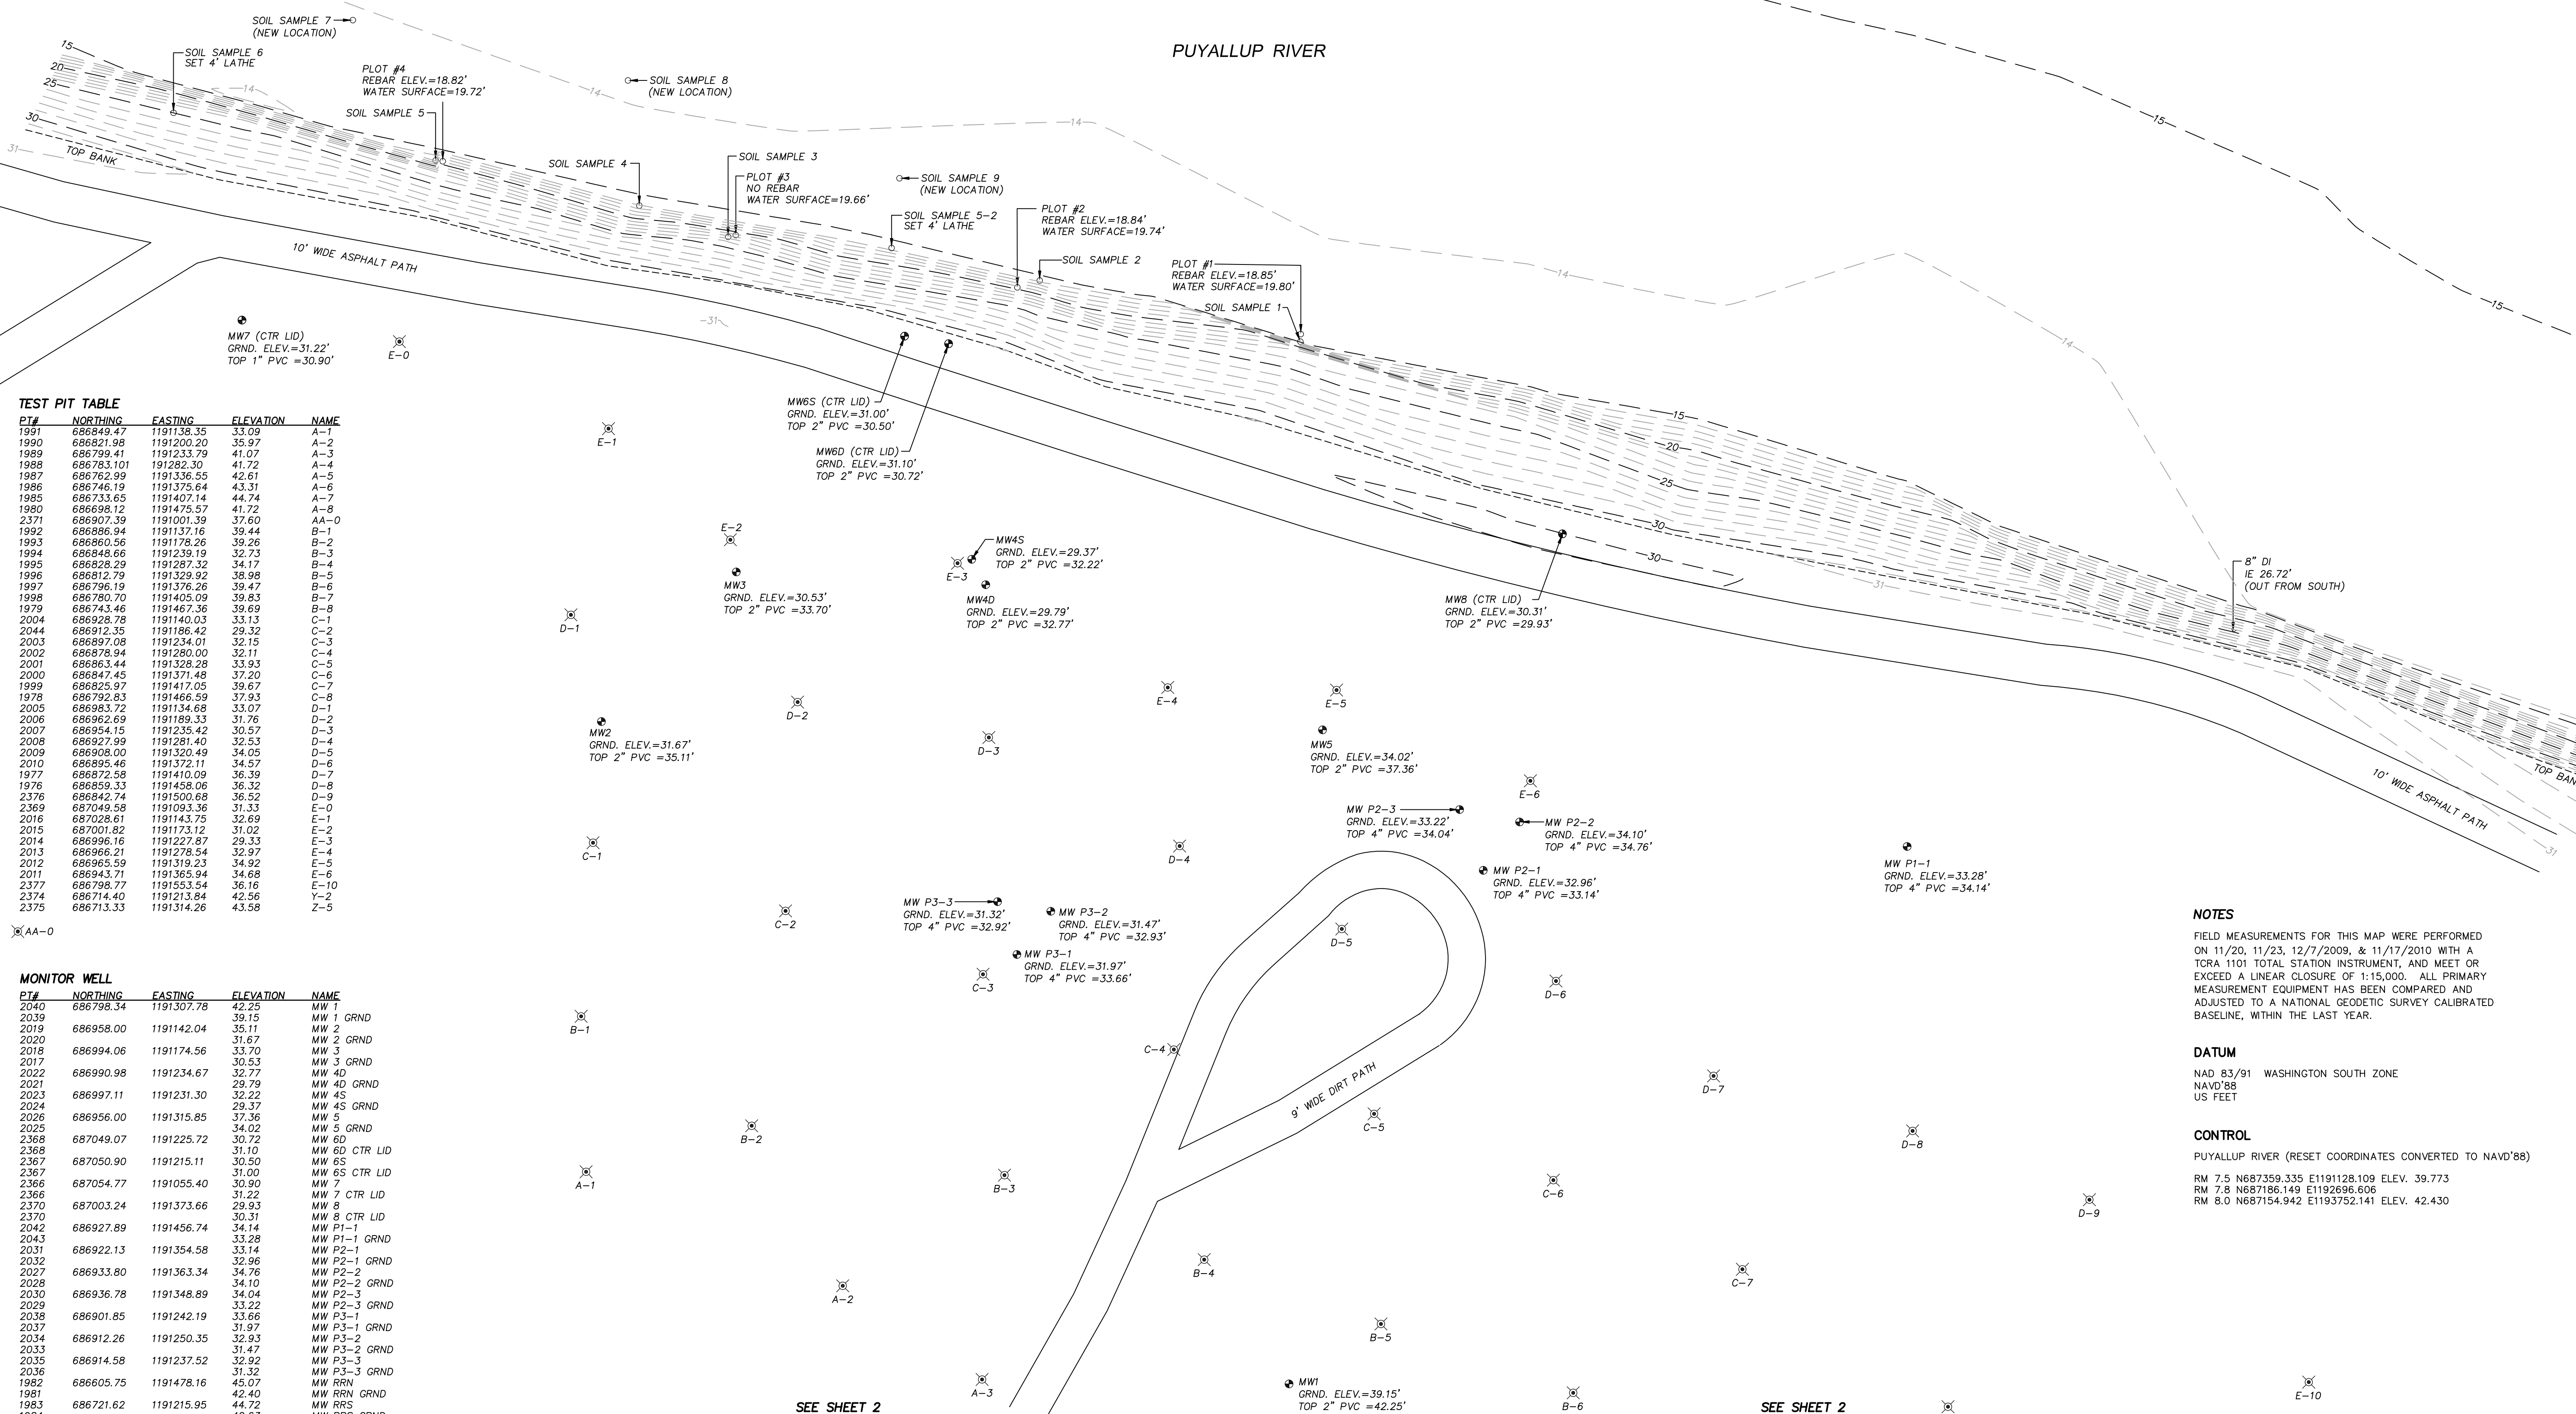 PUYALLUP RIVER
SOIL SAMPLE 7
(NEW LOCATION)
SOIL SAMPLE 6
SET 4' LATHE
PLOT #4
REBAR ELEV.=18.82'
WATER SURFACE=19.72'
SOIL SAMPLE 5
SOIL SAMPLE 8
(NEW LOCATION)
SOIL SAMPLE 4
SOIL SAMPLE 3
PLOT #3
NO REBAR
WATER SURFACE=19.66'
SOIL SAMPLE 9
(NEW LOCATION)
SOIL SAMPLE 5-2
SET 4' LATHE
PLOT #2
REBAR ELEV.=18.84'
WATER SURFACE=19.74'
SOIL SAMPLE 2
PLOT #1
REBAR ELEV.=18.85'
WATER SURFACE=19.80'
SOIL SAMPLE 1
15
20
25
30
31
14
14
14
14
14
15
15
15
20
25
30
30
31
31
31
TOP BANK
10' WIDE ASPHALT PATH
MW7 (CTR LID)
GRND. ELEV.=31.22'
TOP 1" PVC =30.90'
E-0
E-1
MW6S (CTR LID)
GRND. ELEV.=31.00'
TOP 2" PVC =30.50'
MW6D (CTR LID)
GRND. ELEV.=31.10'
TOP 2" PVC =30.72'
E-2
MW3
GRND. ELEV.=30.53'
TOP 2" PVC =33.70'
E-3
MW4S
GRND. ELEV.=29.37'
TOP 2" PVC =32.22'
MW4D
GRND. ELEV.=29.79'
TOP 2" PVC =32.77'
MW8 (CTR LID)
GRND. ELEV.=30.31'
TOP 2" PVC =29.93'
8" DI
IE 26.72'
(OUT FROM SOUTH)
D-1
D-2
MW2
GRND. ELEV.=31.67'
TOP 2" PVC =35.11'
D-3
E-4
E-5
MW5
GRND. ELEV.=34.02'
TOP 2" PVC =37.36'
E-6
MW P2-3
GRND. ELEV.=33.22'
TOP 4" PVC =34.04'
MW P2-2
GRND. ELEV.=34.10'
TOP 4" PVC =34.76'
MW P2-1
GRND. ELEV.=32.96'
TOP 4" PVC =33.14'
MW P1-1
GRND. ELEV.=33.28'
TOP 4" PVC =34.14'
10' WIDE ASPHALT PATH
TOP BAN
C-1
D-4
C-2
MW P3-3
GRND. ELEV.=31.32'
TOP 4" PVC =32.92'
MW P3-2
GRND. ELEV.=31.47'
TOP 4" PVC =32.93'
MW P3-1
GRND. ELEV.=31.97'
TOP 4" PVC =33.66'
C-3
D-5
D-6
B-1
C-4
9' WIDE DIRT PATH
D-7
C-5
B-2
D-8
A-1
B-3
C-6
D-9
B-4
C-7
A-2
B-5
A-3
MW1
GRND. ELEV.=39.15'
TOP 2" PVC =42.25'
B-6
E-10
SEE SHEET 2
SEE SHEET 2
TEST PIT TABLE
PT# NORTHING EASTING ELEVATION NAME
1991 686849.47 1191138.35 33.09 A-1
1990 686821.98 1191200.20 35.97 A-2
1989 686799.41 1191233.79 41.07 A-3
1988 686783.101 191282.30 41.72 A-4
1987 686762.99 1191336.55 42.61 A-5
1986 686746.19 1191375.64 43.31 A-6
1985 686733.65 1191407.14 44.74 A-7
1980 686698.12 1191475.57 41.72 A-8
2371 686907.39 1191001.39 37.60 AA-0
1992 686886.94 1191137.16 39.44 B-1
1993 686860.56 1191178.26 39.26 B-2
1994 686848.66 1191239.19 32.73 B-3
1995 686828.29 1191287.32 34.17 B-4
1996 686812.79 1191329.92 38.98 B-5
1997 686796.19 1191376.26 39.47 B-6
1998 686780.70 1191405.09 39.83 B-7
1979 686743.46 1191467.36 39.69 B-8
2004 686928.78 1191140.03 33.13 C-1
2044 686912.35 1191186.42 29.32 C-2
2003 686897.08 1191234.01 32.15 C-3
2002 686878.94 1191280.00 32.11 C-4
2001 686863.44 1191328.28 33.93 C-5
2000 686847.45 1191371.48 37.20 C-6
1999 686825.97 1191417.05 39.67 C-7
1978 686792.83 1191466.59 37.93 C-8
2005 686983.72 1191134.68 33.07 D-1
2006 686962.69 1191189.33 31.76 D-2
2007 686954.15 1191235.42 30.57 D-3
2008 686927.99 1191281.40 32.53 D-4
2009 686908.00 1191320.49 34.05 D-5
2010 686895.46 1191372.11 34.57 D-6
1977 686872.58 1191410.09 36.39 D-7
1976 686859.33 1191458.06 36.32 D-8
2376 686842.74 1191500.68 36.52 D-9
2369 687049.58 1191093.36 31.33 E-0
2016 687028.61 1191143.75 32.69 E-1
2015 687001.82 1191173.12 31.02 E-2
2014 686996.16 1191227.87 29.33 E-3
2013 686966.21 1191278.54 32.97 E-4
2012 686965.59 1191319.23 34.92 E-5
2011 686943.71 1191365.94 34.68 E-6
2377 686798.77 1191553.54 36.16 E-10
2374 686714.40 1191213.84 42.56 Y-2
2375 686713.33 1191314.26 43.58 Z-5
AA-0
MONITOR WELL
PT# NORTHING EASTING ELEVATION NAME
2040 686798.34 1191307.78 42.25 MW 1
2039 39.15 MW 1 GRND
2019 686958.00 1191142.04 35.11 MW 2
2020 31.67 MW 2 GRND
2018 686994.06 1191174.56 33.70 MW 3
2017 30.53 MW 3 GRND
2022 686990.98 1191234.67 32.77 MW 4D
2021 29.79 MW 4D GRND
2023 686997.11 1191231.30 32.22 MW 4S
2024 29.37 MW 4S GRND
2026 686956.00 1191315.85 37.36 MW 5
2025 34.02 MW 5 GRND
2368 687049.07 1191225.72 30.72 MW 6D
2368 31.10 MW 6D CTR LID
2367 687050.90 1191215.11 30.50 MW 6S
2367 31.00 MW 6S CTR LID
2366 687054.77 1191055.40 30.90 MW 7
2366 31.22 MW 7 CTR LID
2370 687003.24 1191373.66 29.93 MW 8
2370 30.31 MW 8 CTR LID
2042 686927.89 1191456.74 34.14 MW P1-1
2043 33.28 MW P1-1 GRND
2031 686922.13 1191354.58 33.14 MW P2-1
2032 32.96 MW P2-1 GRND
2027 686933.80 1191363.34 34.76 MW P2-2
2028 34.10 MW P2-2 GRND
2030 686936.78 1191348.89 34.04 MW P2-3
2029 33.22 MW P2-3 GRND
2038 686901.85 1191242.19 33.66 MW P3-1
2037 31.97 MW P3-1 GRND
2034 686912.26 1191250.35 32.93 MW P3-2
2033 31.47 MW P3-2 GRND
2035 686914.58 1191237.52 32.92 MW P3-3
2036 31.32 MW P3-3 GRND
1982 686605.75 1191478.16 45.07 MW RRN
1981 42.40 MW RRN GRND
1983 686721.62 1191215.95 44.72 MW RRS
NOTES
FIELD MEASUREMENTS FOR THIS MAP WERE PERFORMED
ON 11/20, 11/23, 12/7/2009, & 11/17/2010 WITH A
TCRA 1101 TOTAL STATION INSTRUMENT, AND MEET OR
EXCEED A LINEAR CLOSURE OF 1:15,000. ALL PRIMARY
MEASUREMENT EQUIPMENT HAS BEEN COMPARED AND
ADJUSTED TO A NATIONAL GEODETIC SURVEY CALIBRATED
BASELINE, WITHIN THE LAST YEAR.
DATUM
NAD 83/91 WASHINGTON SOUTH ZONE
NAVD'88
US FEET
CONTROL
PUYALLUP RIVER (RESET COORDINATES CONVERTED TO NAVD'88)
RM 7.5 N687359.335 E1191128.109 ELEV. 39.773
RM 7.8 N687186.149 E1192696.606
RM 8.0 N687154.942 E1193752.141 ELEV. 42.430